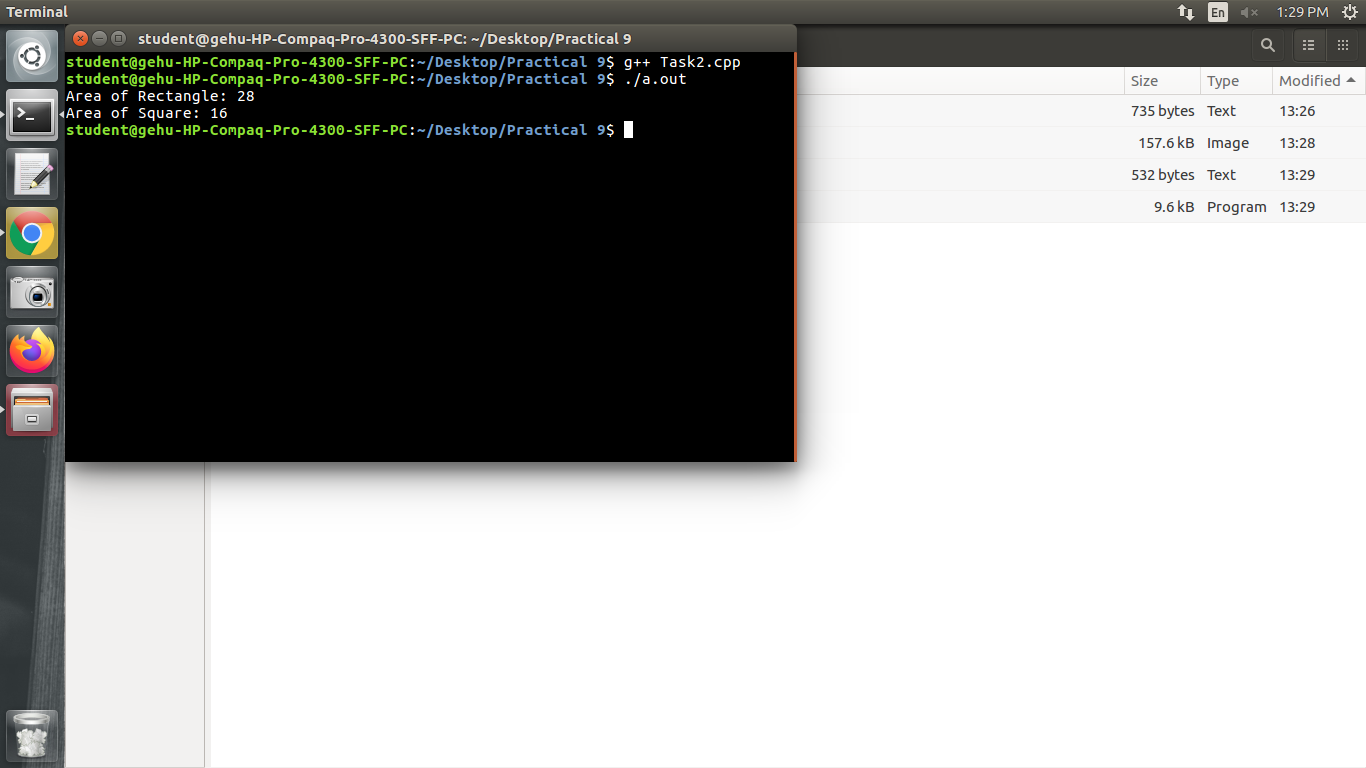 Terminal
En
1:29 PM
student@gehu-HP-Compaq-Pro-4300-SFF-PC: ~/Desktop/Practical 9
student@gehu-HP-Compaq-Pro-4300-SFF-PC:~/Desktop/Practical 9$ g++ Task2.cpp
student@gehu-HP-Compaq-Pro-4300-SFF-PC:~/Desktop/Practical 9$ ./a.out
Area of Rectangle: 28
Area of Square: 16
student@gehu-HP-Compaq-Pro-4300-SFF-PC:~/Desktop/Practical 9$
Size Type Modified
735 bytes Text 13:26
157.6 kB Image 13:28
532 bytes Text 13:29
9.6 kB Program 13:29